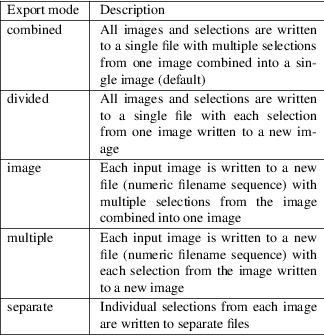 Export mode Description
combined All images and selections are written
to a single file with multiple selections
from one image combined into a sin-
gle image (default)
divided All images and selections are written
to a single file with each selection
from one image written to a new im-
age
image Each input image is written to a new
file (numeric filename sequence) with
multiple selections from the image
combined into one image
multiple Each input image is written to a new
file (numeric filename sequence) with
each selection from the image written
to a new image
separate Individual selections from each image
are written to separate files